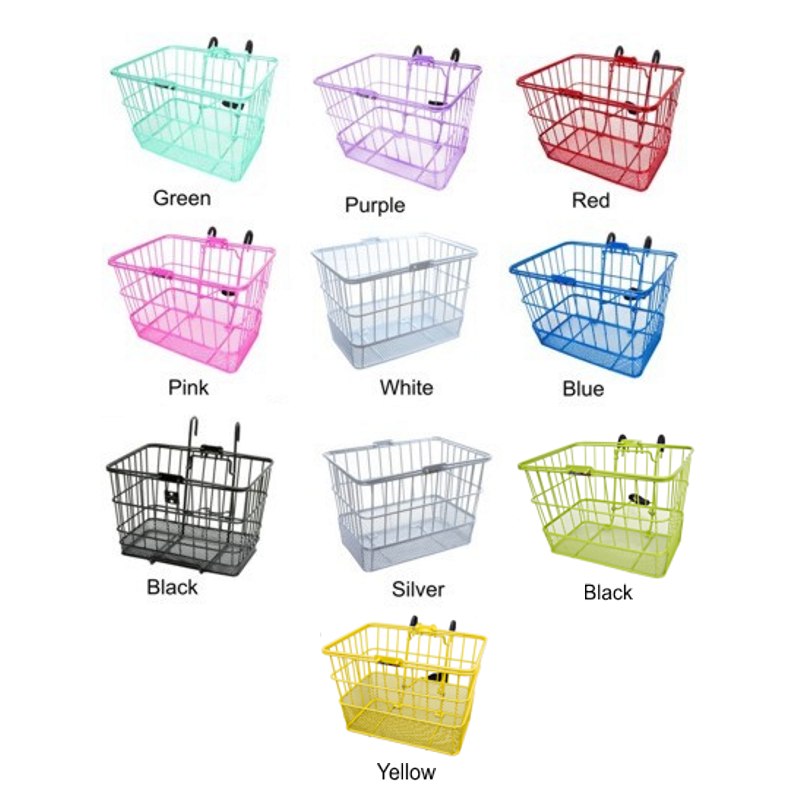 Green
Purple
Red
Pink
White
Blue
Black
Silver
Black
Yellow